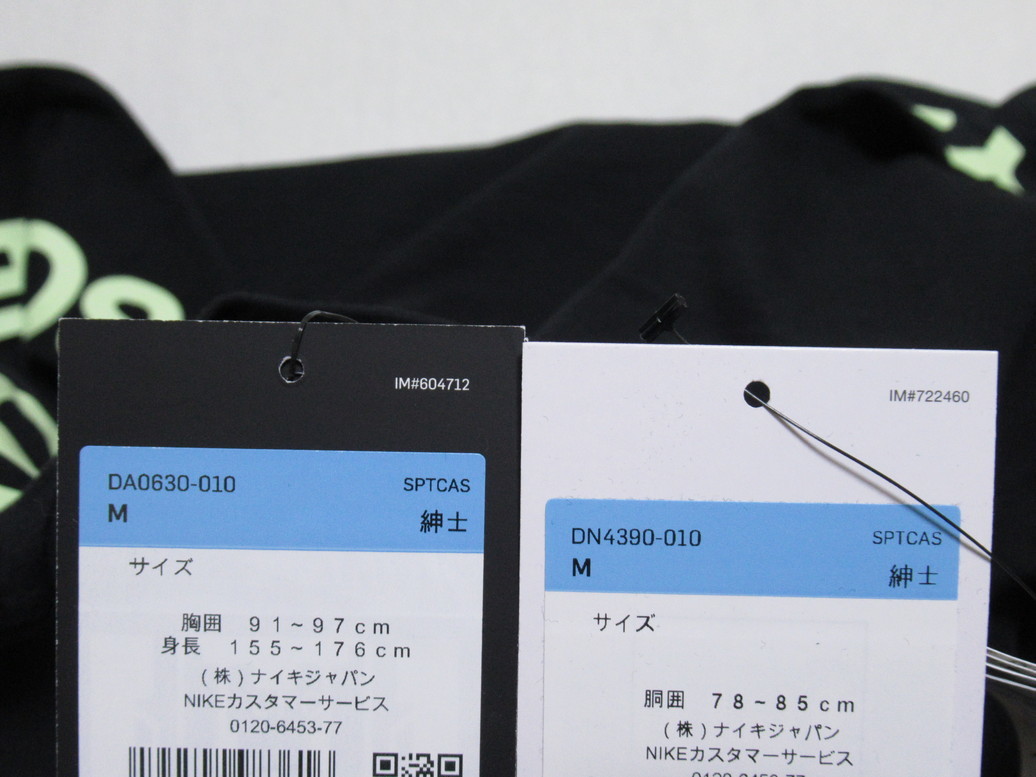 IM#604712
DA0630-010 SPTCAS
M 紳士
サイズ
胸囲 91~97cm
身長 155~176cm
(株)ナイキジャパン
NIKEカスタマーサービス
0120-6453-77
IM#722460
DN4390-010 SPTCAS
M 紳士
サイズ
胴囲 78~85cm
(株)ナイキジャパン
NIKEカスタマーサービス